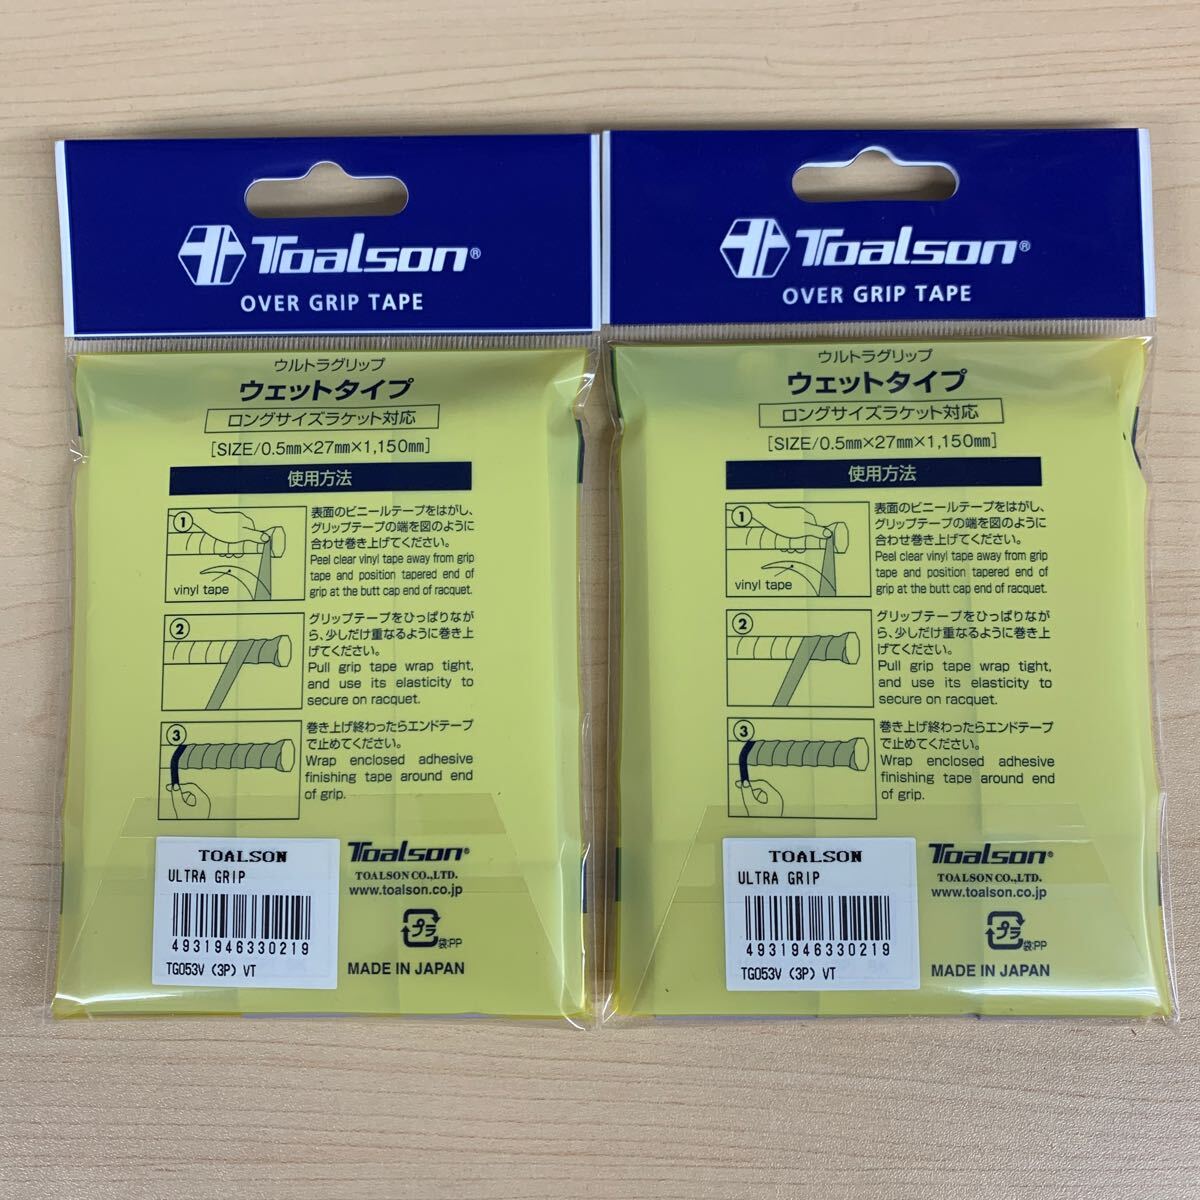 Toalson®
OVER GRIP TAPE
ウルトラグリップ
ウェットタイプ
ロングサイズラケット対応
[SIZE/0.5mm×27mm×1,150mm]
使用方法
1
vinyl tape
表面のビニールテープをはがし、
グリップテープの端を図のように
合わせ巻き上げてください。
Peel clear vinyl tape away from grip
tape and position tapered end of
grip at the butt cap end of racquet.
2
グリップテープをひっぱりなが
ら、少しだけ重なるように巻き上
げてください。
Pull grip tape wrap tight,
and use its elasticity to
secure on racquet.
3
巻き上げ終わったらエンドテープ
で止めてください。
Wrap enclosed adhesive
finishing tape around end
of grip.
TOALSON
ULTRA GRIP
4931946330219
TG053V (3P) VT
Toalson®
TOALSON CO.,LTD.
www.toalson.co.jp
プラ
袋:PP
MADE IN JAPAN
Toalson®
OVER GRIP TAPE
ウルトラグリップ
ウェットタイプ
ロングサイズラケット対応
[SIZE/0.5mm×27mm×1,150mm]
使用方法
1
vinyl tape
表面のビニールテープをはがし、
グリップテープの端を図のように
合わせ巻き上げてください。
Peel clear vinyl tape away from grip
tape and position tapered end of
grip at the butt cap end of racquet.
2
グリップテープをひっぱりなが
ら、少しだけ重なるように巻き上
げてください。
Pull grip tape wrap tight,
and use its elasticity to
secure on racquet.
3
巻き上げ終わったらエンドテープ
で止めてください。
Wrap enclosed adhesive
finishing tape around end
of grip.
TOALSON
ULTRA GRIP
4931946330219
TG053V (3P) VT
Toalson®
TOALSON CO.,LTD.
www.toalson.co.jp
プラ
袋:PP
MADE IN JAPAN